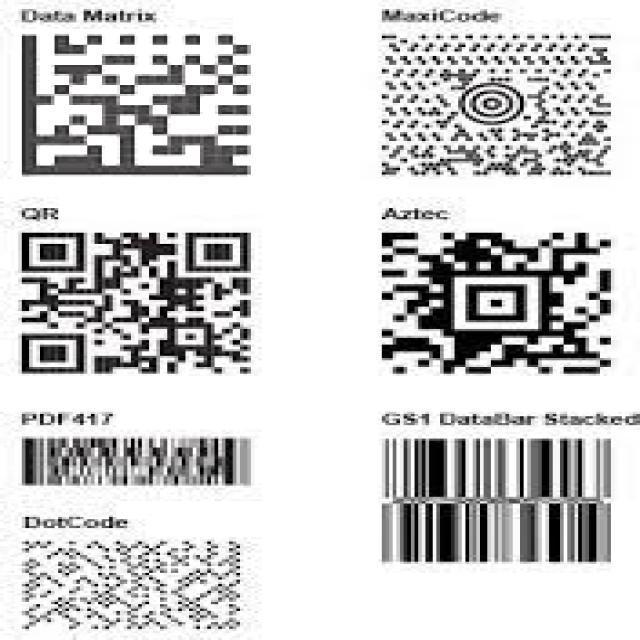 Data Matrix
MaxiCode
QR
Aztec
PDF417
GS1 DataBar Stacked
DotCode